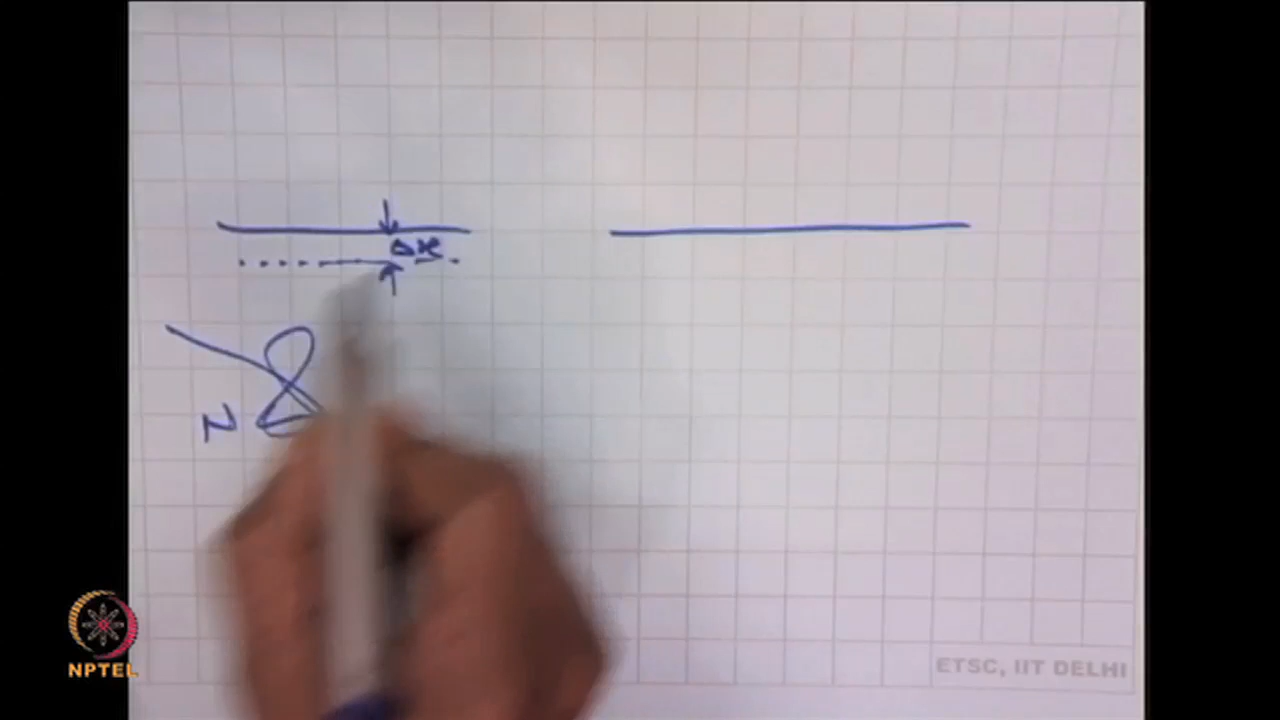 Δx
N
NPTEL
ETSC, IIT DELHI